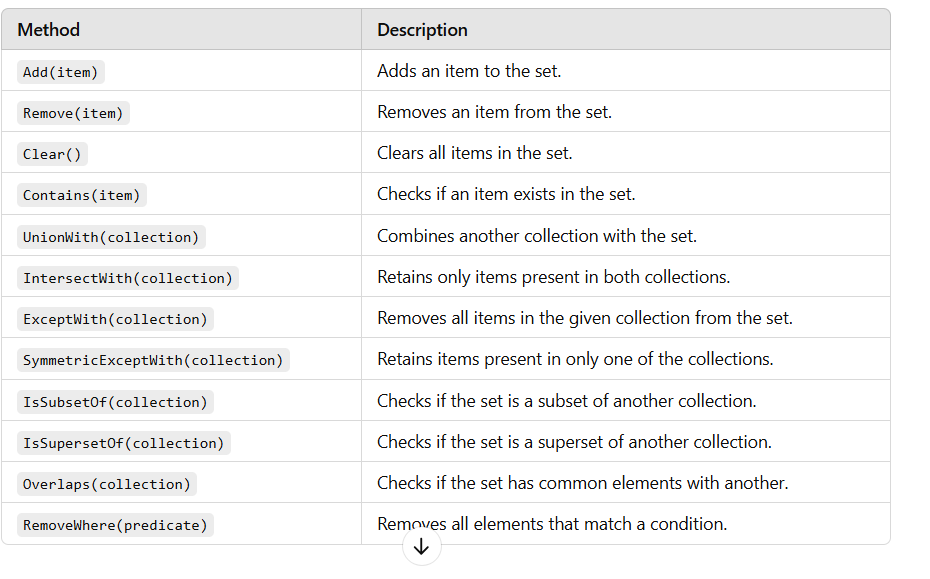 Method Description
Add(item) Adds an item to the set.
Remove(item) Removes an item from the set.
Clear() Clears all items in the set.
Contains(item) Checks if an item exists in the set.
UnionWith(collection) Combines another collection with the set.
IntersectWith(collection) Retains only items present in both collections.
ExceptWith(collection) Removes all items in the given collection from the set.
SymmetricExceptWith(collection) Retains items present in only one of the collections.
IsSubsetOf(collection) Checks if the set is a subset of another collection.
IsSupersetOf(collection) Checks if the set is a superset of another collection.
Overlaps(collection) Checks if the set has common elements with another.
RemoveWhere(predicate) Removes all elements that match a condition.